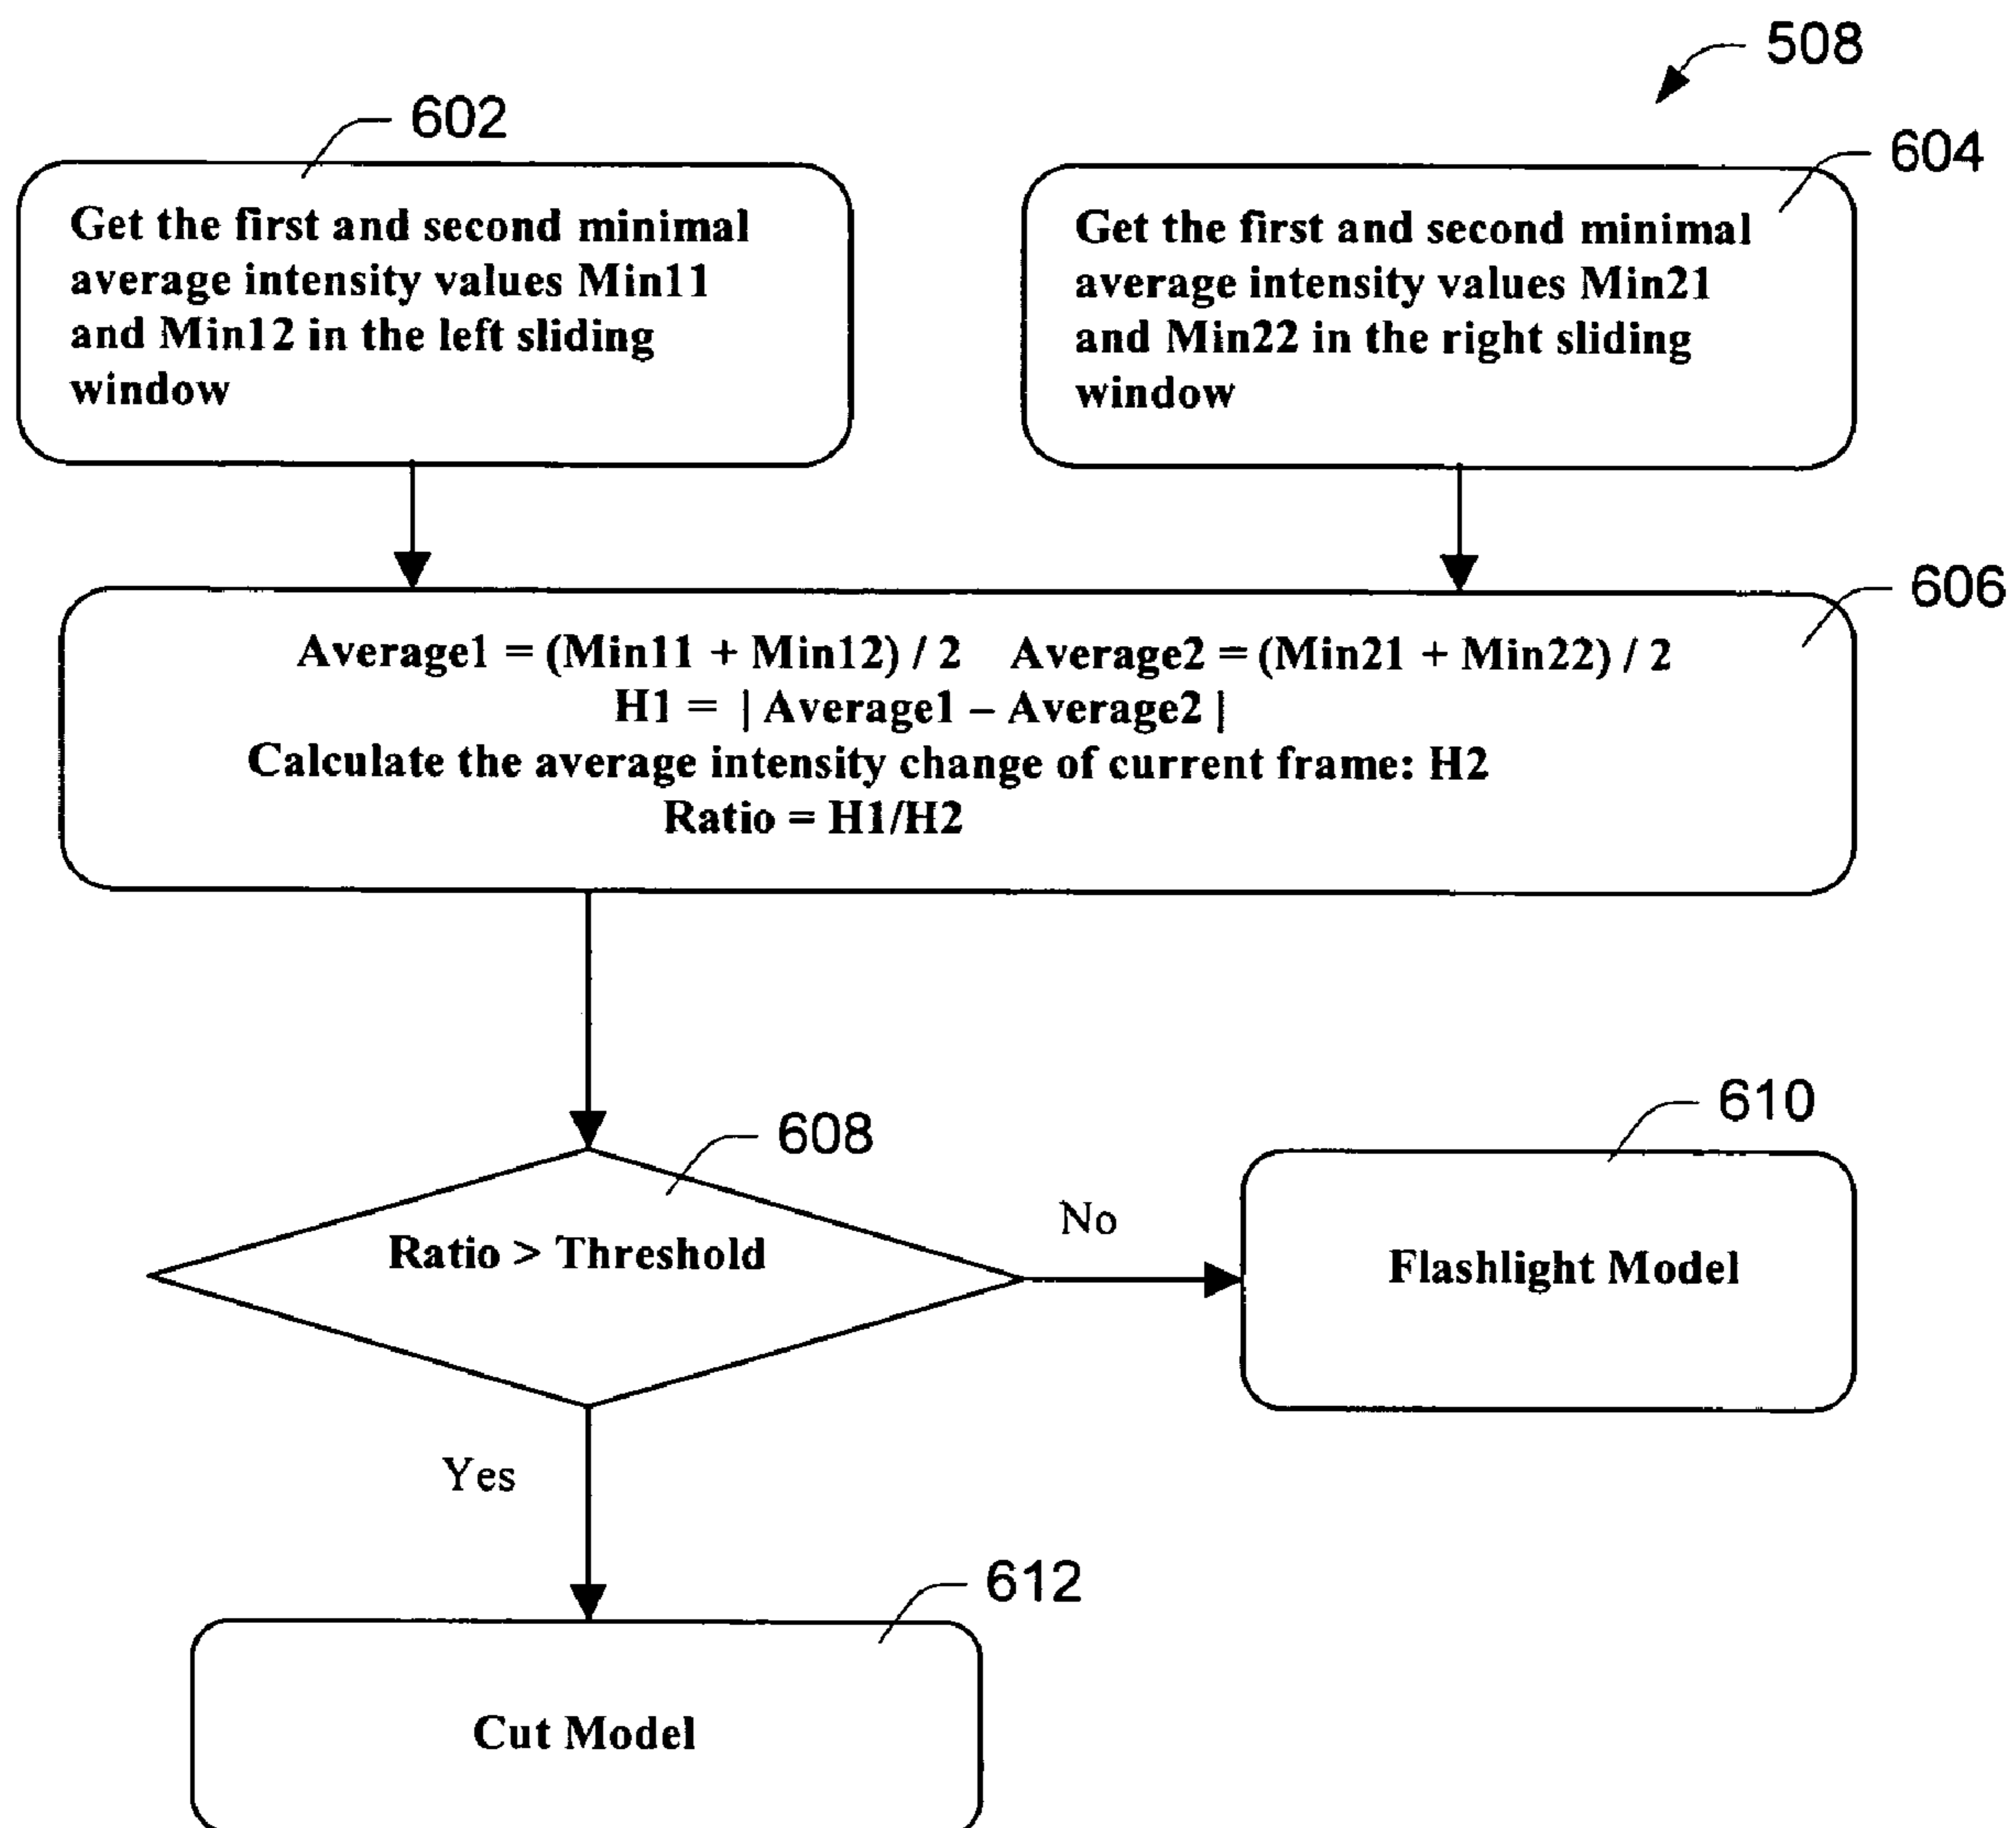 508
602
604
Get the first and second minimal
average intensity values Min11
and Min12 in the left sliding
window
Get the first and second minimal
average intensity values Min21
and Min22 in the right sliding
window
606
Average1 = (Min11 + Min12) / 2 Average2 = (Min21 + Min22) / 2
H1 = | Average1 – Average2 |
Calculate the average intensity change of current frame: H2
Ratio = H1/H2
608
Ratio > Threshold
No
610
Flashlight Model
Yes
612
Cut Model